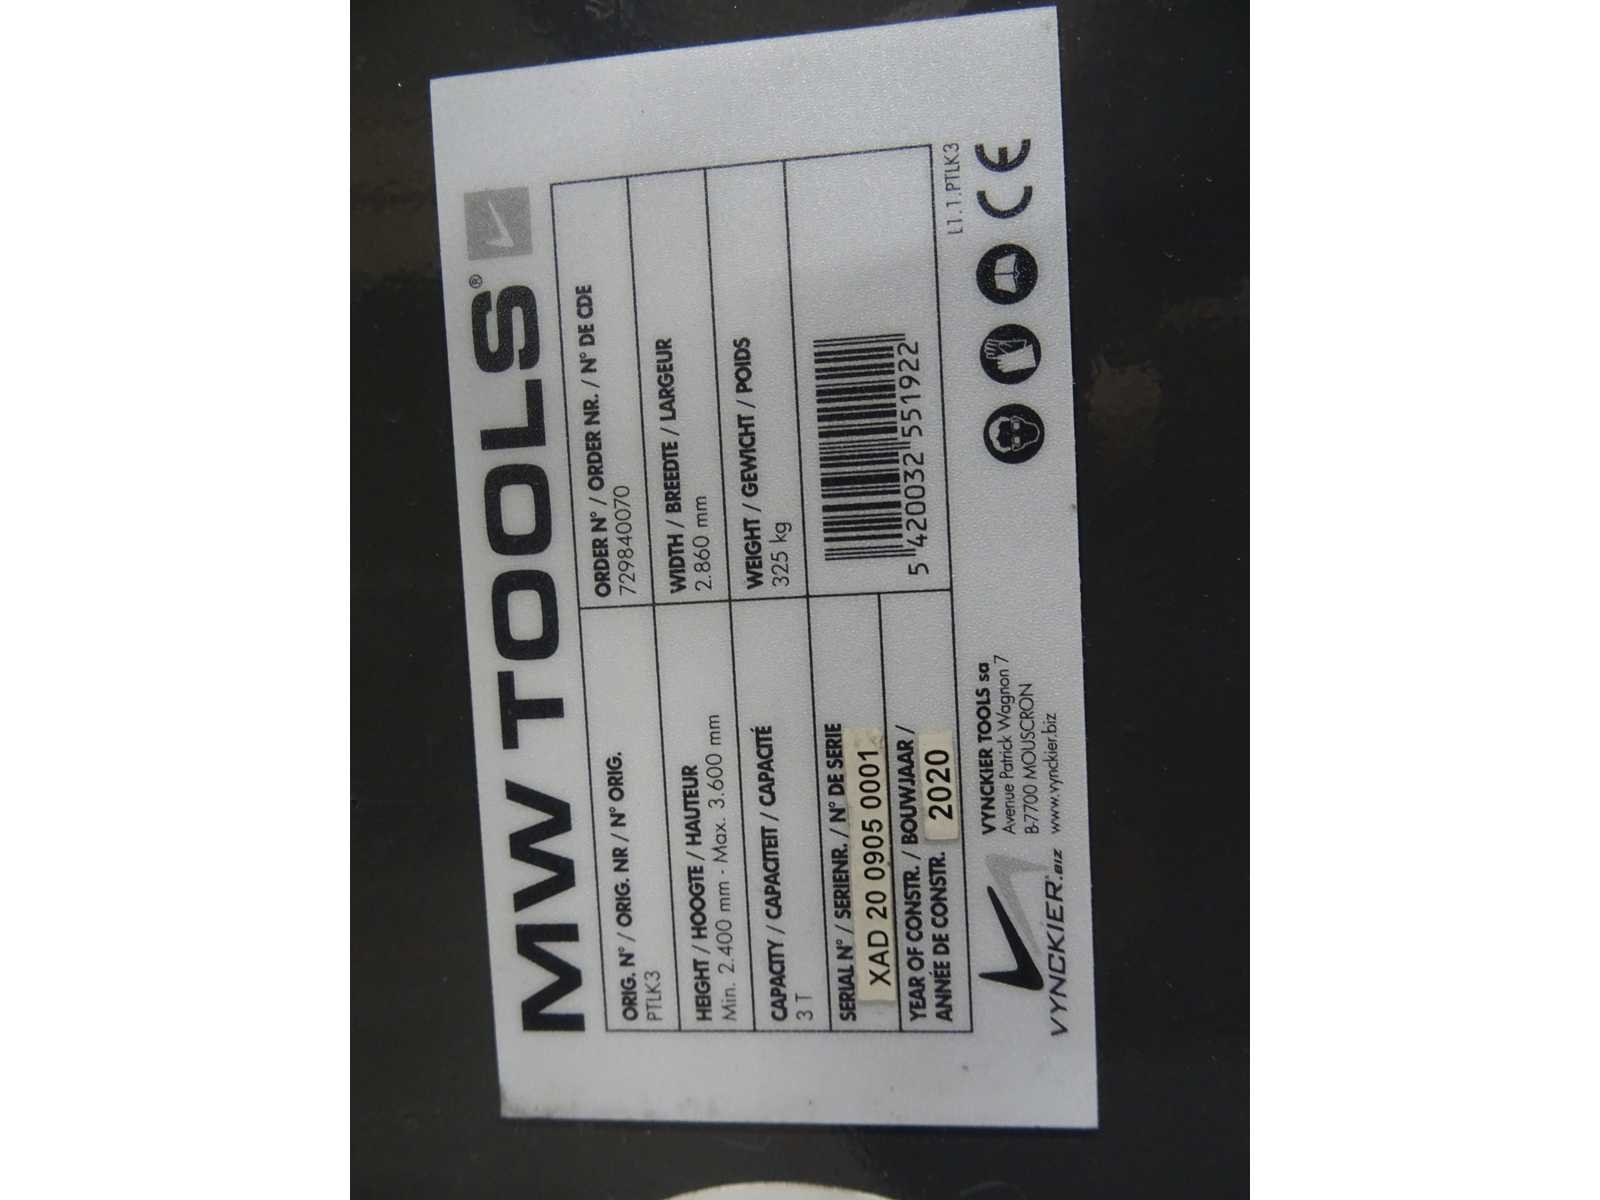 MW TOOLS®
ORIG. N° / ORIG. NR / N° ORIG.
PTLK3
ORDER N° / ORDER NR. / N° DE CDE
729840070
HEIGHT / HOOGTE / HAUTEUR
Min. 2.400 mm - Max. 3.600 mm
WIDTH / BREEDTE / LARGEUR
2.860 mm
CAPACITY / CAPACITEIT / CAPACITÉ
3 T
WEIGHT / GEWICHT / POIDS
325 kg
SERIAL N° / SERIENR. / N° DE SERIE
XAD 20 0905 0001
YEAR OF CONSTR. / BOUWJAAR /
ANNÉE DE CONSTR. 2020
5 420032 551922
L1.1.PTLK3
VYNCKIER.BIZ
VYNCKIER TOOLS sa
Avenue Patrick Wagnon 7
B-7700 MOUSCRON
www.vynckier.biz
CE